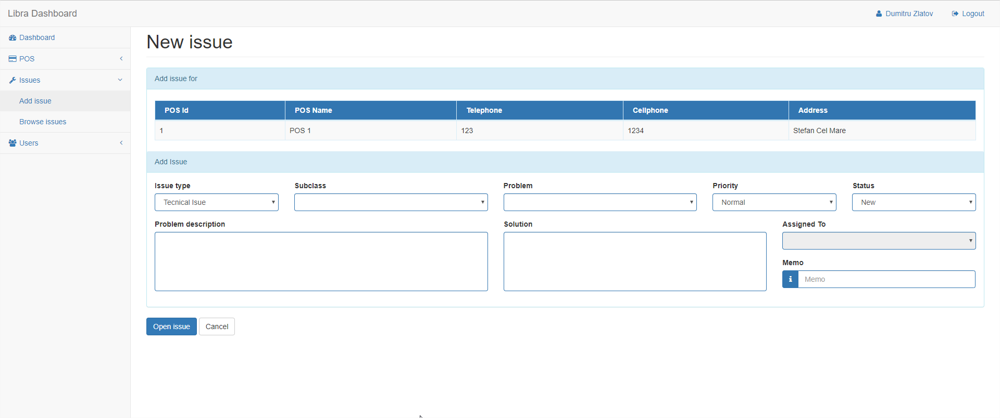 Libra Dashboard
Dumitru Zlatov
Logout
Dashboard
POS
Issues
Add issue
Browse issues
Users
New issue
Add issue for
POS Id POS Name Telephone Cellphone Address
1 POS 1 123 1234 Stefan Cel Mare
Add Issue
Issue type Subclass Problem Priority Status
Tecnical Isue Normal New
Problem description Solution Assigned To
Memo
Memo
Open issue Cancel